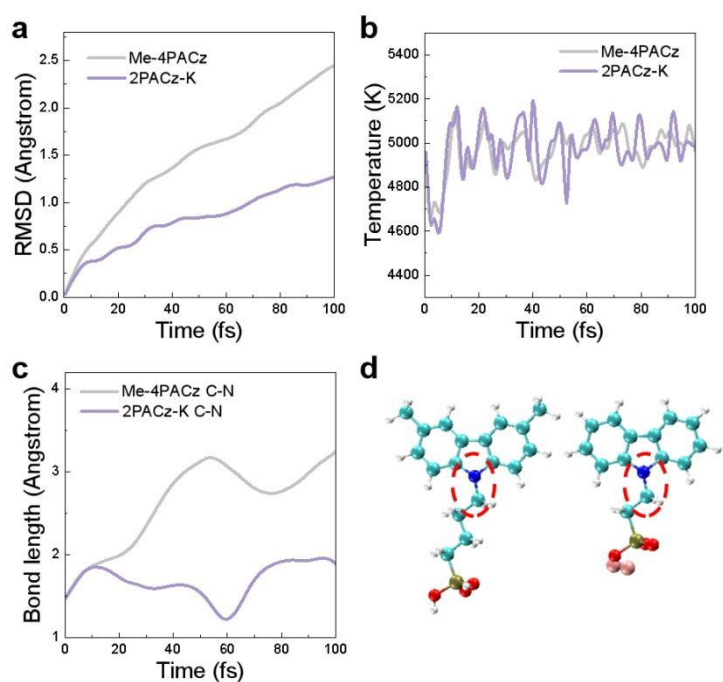 a
Me-4PACz
2PACz-K
RMSD (Angstrom)
2.5
2.0
1.5
1.0
0.5
0.0
0 20 40 60 80 100
Time (fs)
b
Me-4PACz
2PACz-K
Temperature (K)
5400
5200
5000
4800
4600
4400
0 20 40 60 80 100
Time (fs)
c
Me-4PACz C-N
2PACz-K C-N
Bond length (Angstrom)
4
3
2
1
0 20 40 60 80 100
Time (fs)
d